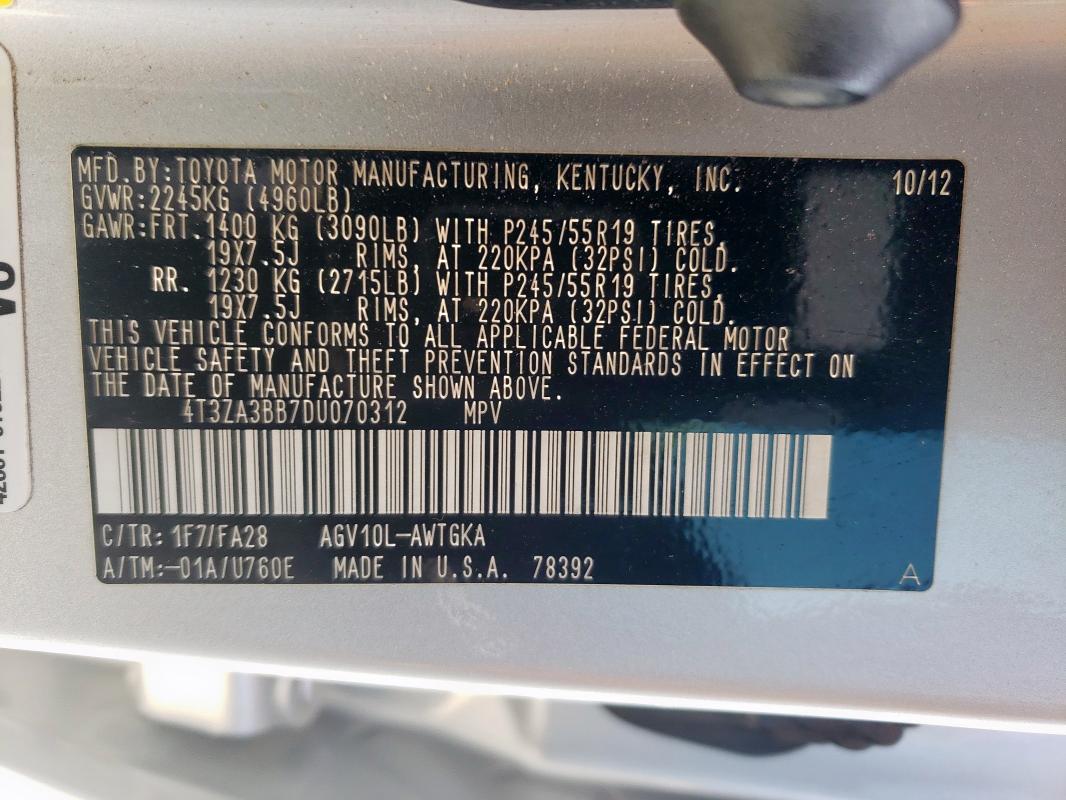 MFD.BY:TOYOTA MOTOR MANUFACTURING, KENTUCKY, INC. 10/12
GVWR:2245KG (4960LB)
GAWR:FRT.1400 KG (3090LB) WITH P245/55R19 TIRES,
19X7.5J RIMS, AT 220KPA (32PSI) COLD.
RR. 1230 KG (2715LB) WITH P245/55R19 TIRES,
19X7.5J RIMS, AT 220KPA (32PSI) COLD.
THIS VEHICLE CONFORMS TO ALL APPLICABLE FEDERAL MOTOR
VEHICLE SAFETY AND THEFT PREVENTION STANDARDS IN EFFECT ON
THE DATE OF MANUFACTURE SHOWN ABOVE.
4T3ZA3BB7DU070312 MPV
C/TR: 1F7/FA28 AGV10L-AWTGKA
A/TM:-01A/U760E MADE IN U.S.A. 78392 A